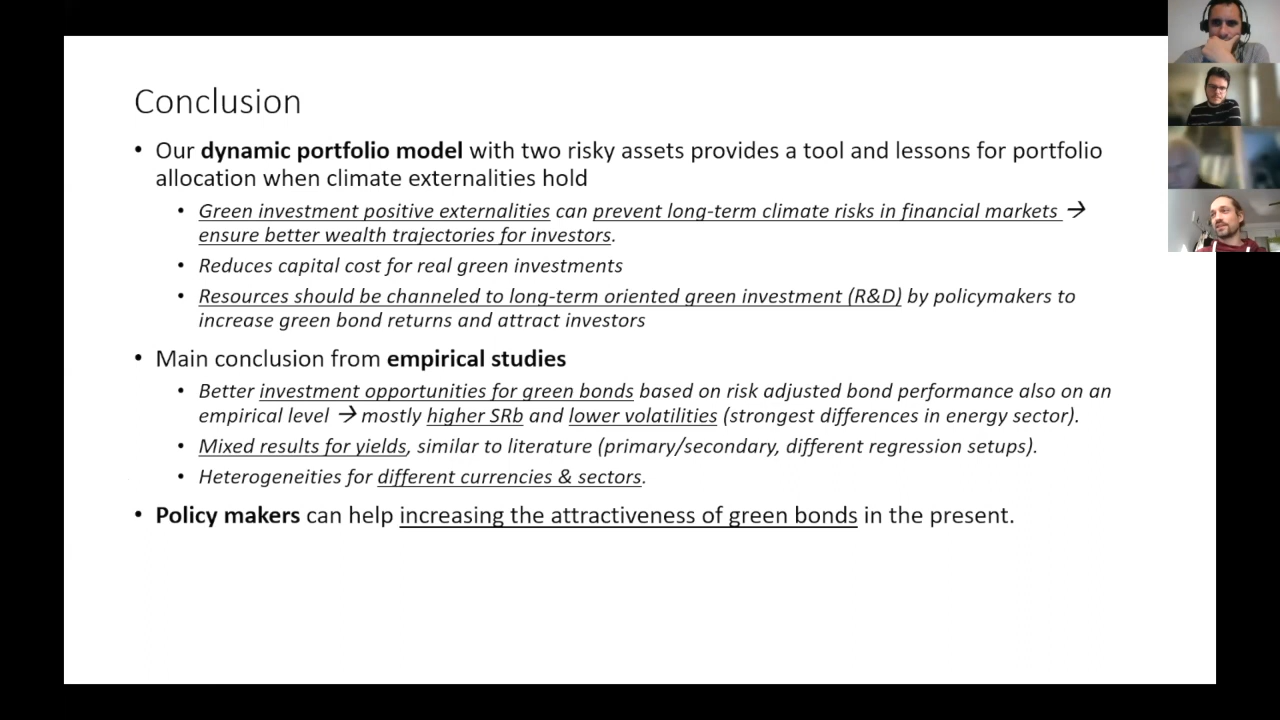 Conclusion
• Our dynamic portfolio model with two risky assets provides a tool and lessons for portfolio
allocation when climate externalities hold
• Green investment positive externalities can prevent long-term climate risks in financial markets →
ensure better wealth trajectories for investors.
• Reduces capital cost for real green investments
• Resources should be channeled to long-term oriented green investment (R&D) by policymakers to
increase green bond returns and attract investors
• Main conclusion from empirical studies
• Better investment opportunities for green bonds based on risk adjusted bond performance also on an
empirical level → mostly higher SRb and lower volatilities (strongest differences in energy sector).
• Mixed results for yields, similar to literature (primary/secondary, different regression setups).
• Heterogeneities for different currencies & sectors.
• Policy makers can help increasing the attractiveness of green bonds in the present.